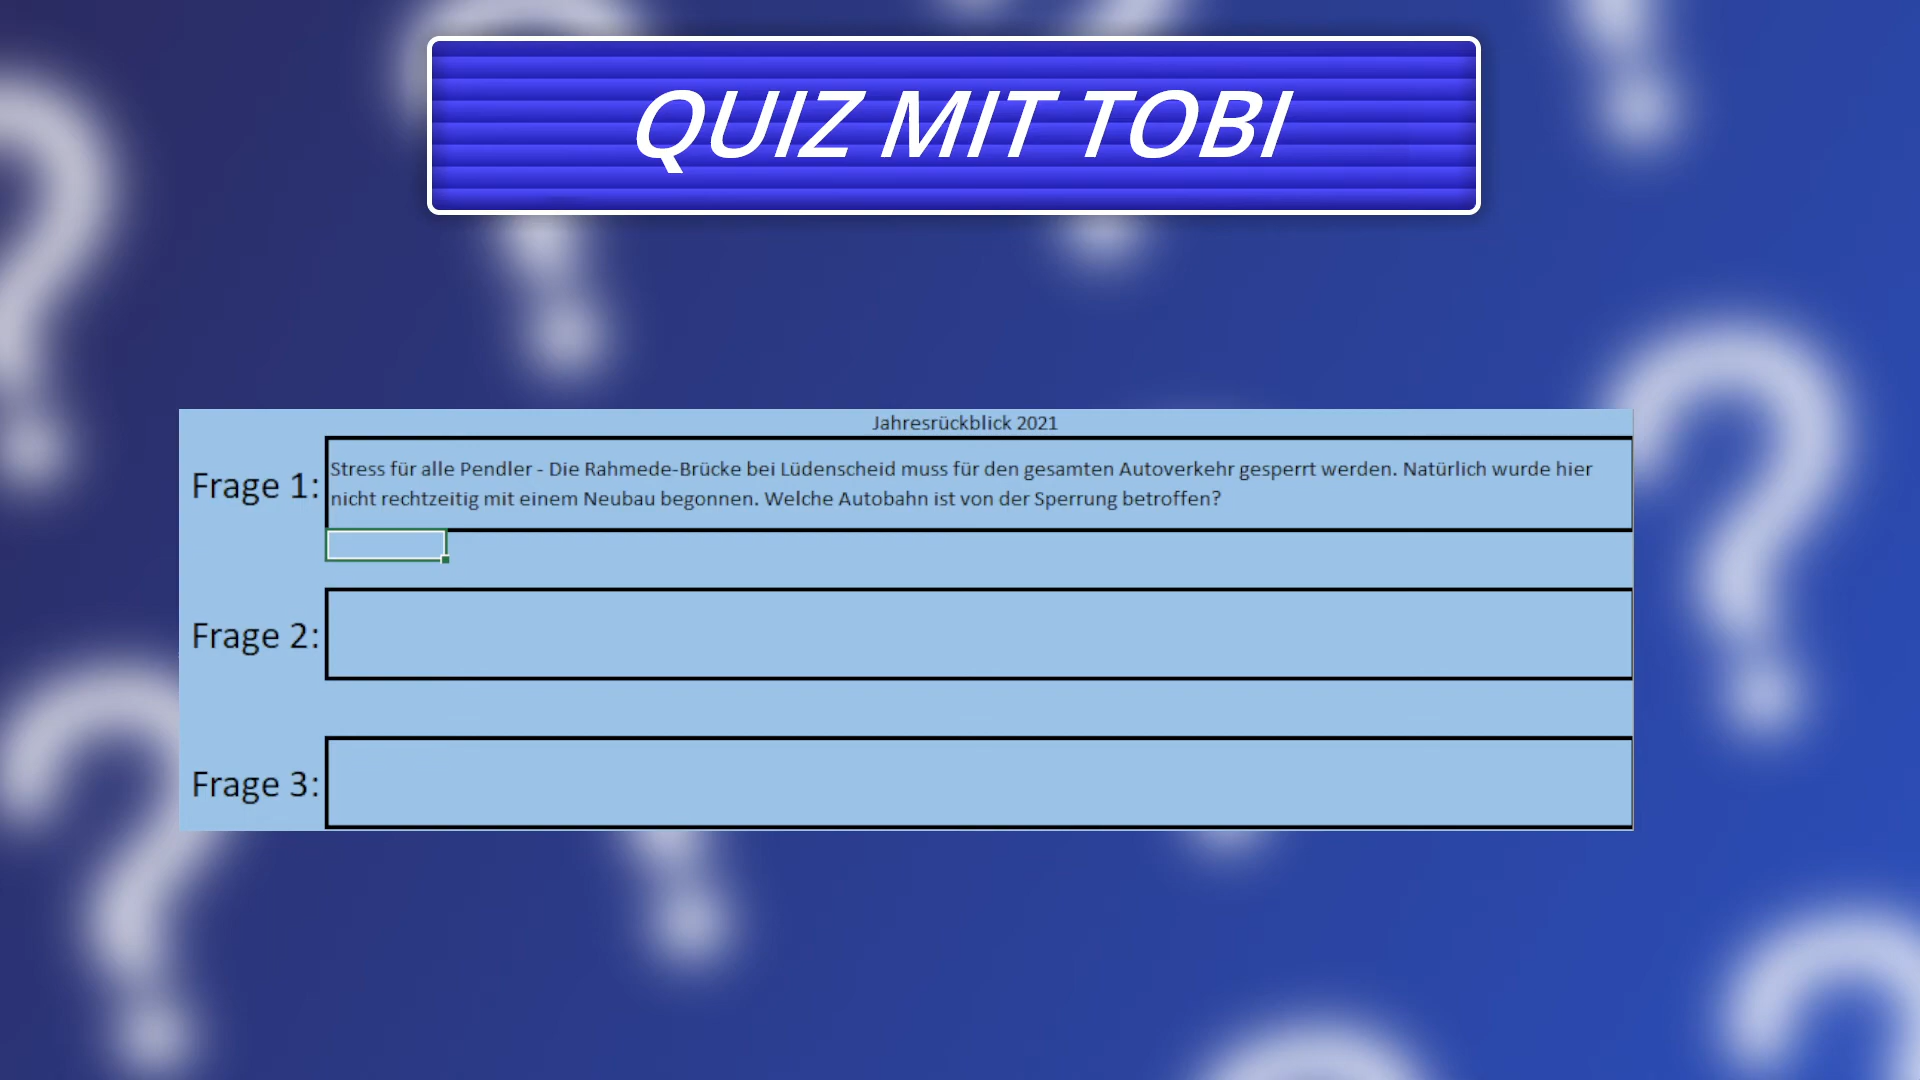 QUIZ MIT TOBI
Jahresrückblick 2021
Frage 1:
Stress für alle Pendler - Die Rahmede-Brücke bei Lüdenscheid muss für den gesamten Autoverkehr gesperrt werden. Natürlich wurde hier
nicht rechtzeitig mit einem Neubau begonnen. Welche Autobahn ist von der Sperrung betroffen?
Frage 2:
Frage 3: